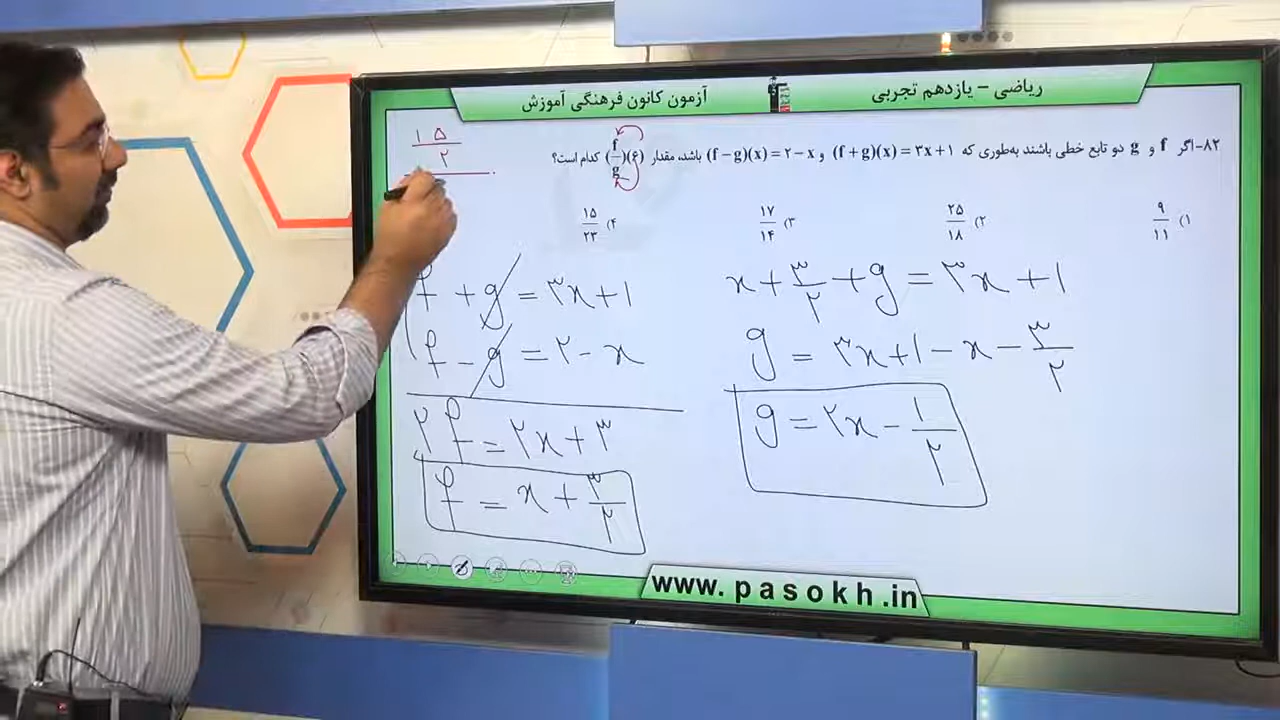 ریاضی – یازدهم تجربی
آزمون کانون فرهنگی آموزش
۸۲-اگر f و g دو تابع خطی باشند به‌طوری که (f+g)(x) = ۳x+۱ و (f−g)(x) = ۲−x باشد، مقدار (f/g)(۶) کدام است؟
۱) ۹/۱۱
۲) ۲۵/۱۸
۳) ۱۷/۱۴
۴) ۱۵/۲۳
۱۵/۲
f + g = ۳x+۱
f − g = ۲ − x
۲f = ۲x + ۳
f = x + ۳/۲
x + ۳/۲ + g = ۳x + ۱
g = ۳x+۱ − x − ۳/۲
g = ۲x − ۱/۲
www.pasokh.in